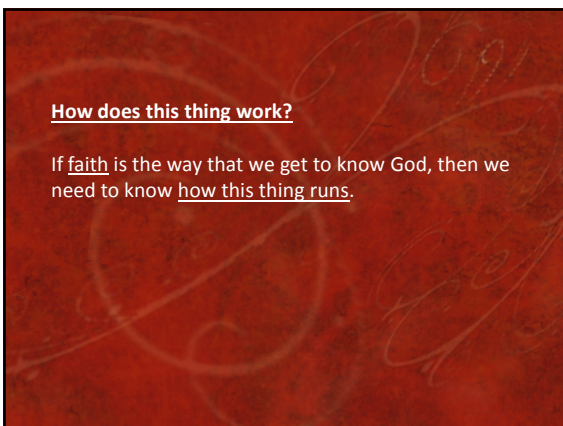 How does this thing work?
If faith is the way that we get to know God, then we
need to know how this thing runs.